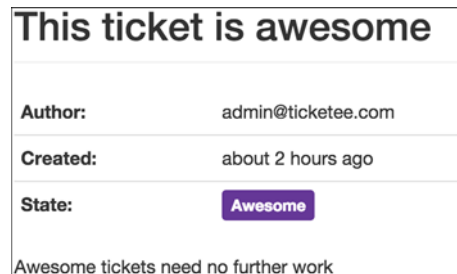 This ticket is awesome
Author: admin@ticketee.com
Created: about 2 hours ago
State: Awesome
Awesome tickets need no further work